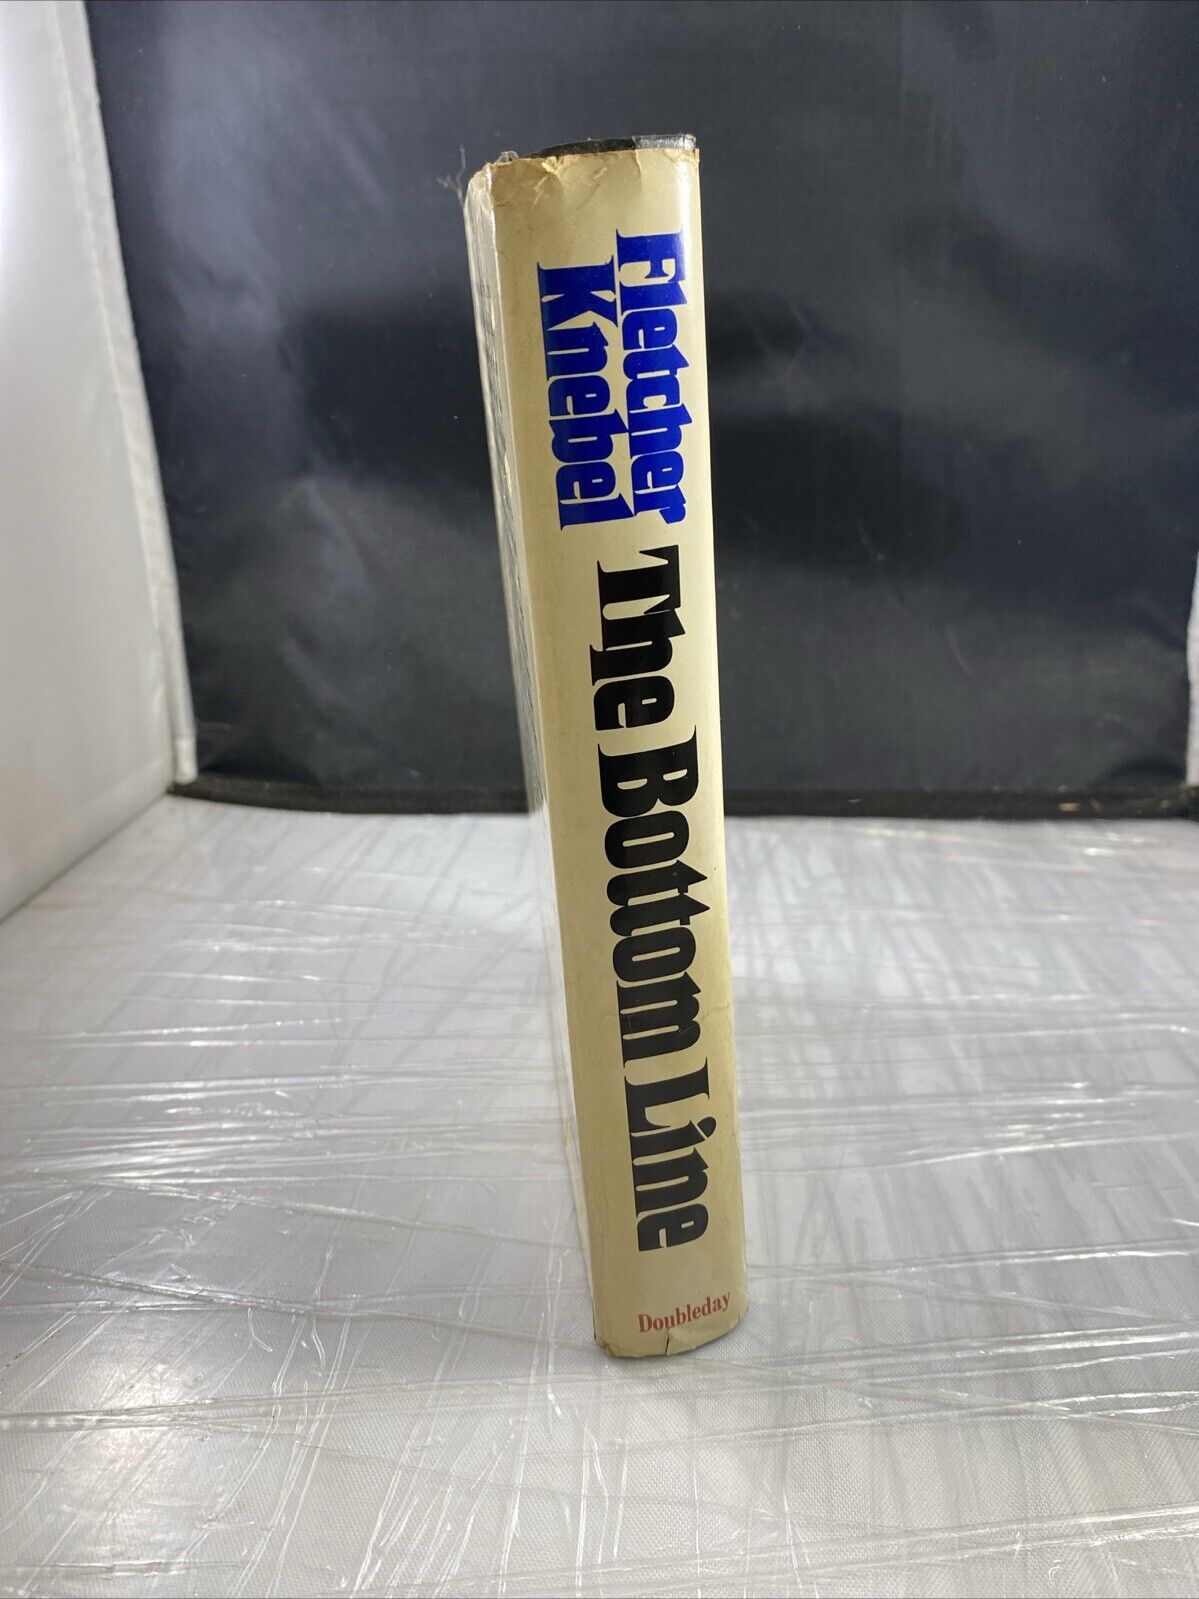 Fletcher
Knebel
The Bottom Line
Doubleday